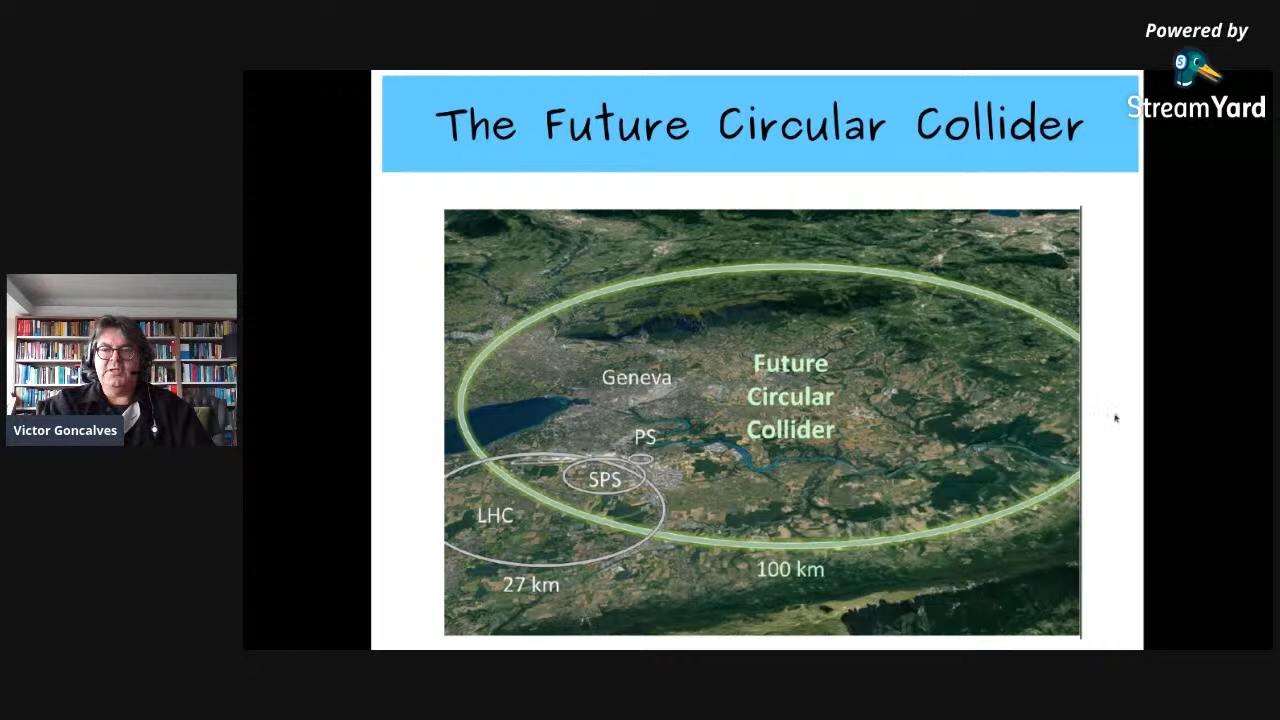 Powered by
StreamYard
The Future Circular Collider
Geneva
Future
Circular
Collider
PS
SPS
LHC
27 km
100 km
Victor Goncalves